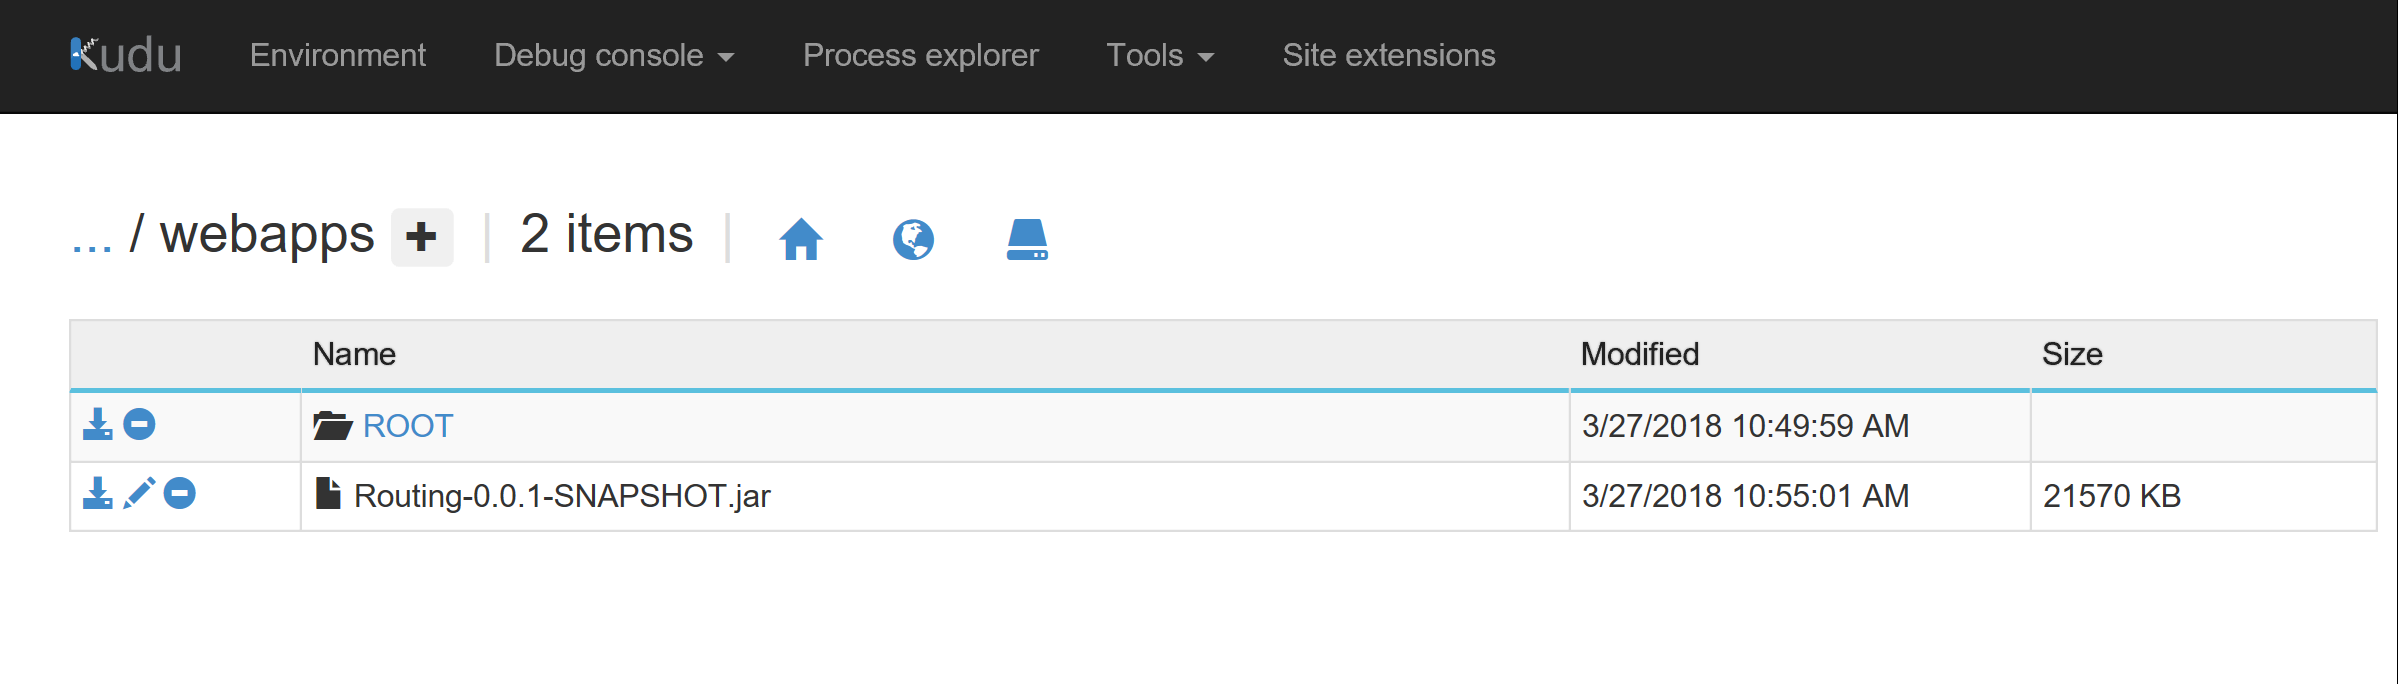 Kudu Environment Debug console Process explorer Tools Site extensions
... / webapps | 2 items |
Name Modified Size
ROOT 3/27/2018 10:49:59 AM
Routing-0.0.1-SNAPSHOT.jar 3/27/2018 10:55:01 AM 21570 KB